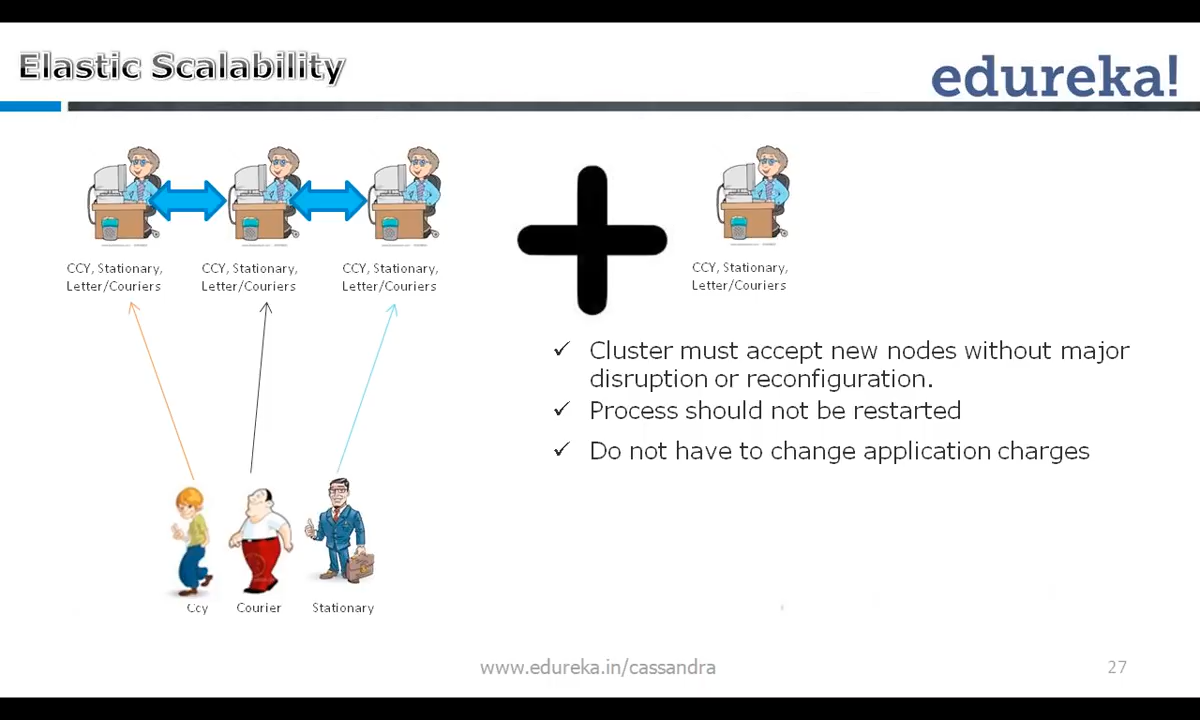 Elastic Scalability
edureka!
CCY, Stationary,
Letter/Couriers
CCY, Stationary,
Letter/Couriers
CCY, Stationary,
Letter/Couriers
CCY, Stationary,
Letter/Couriers
✓ Cluster must accept new nodes without major
disruption or reconfiguration.
✓ Process should not be restarted
✓ Do not have to change application charges
Ccy
Courier
Stationary
www.edureka.in/cassandra
27